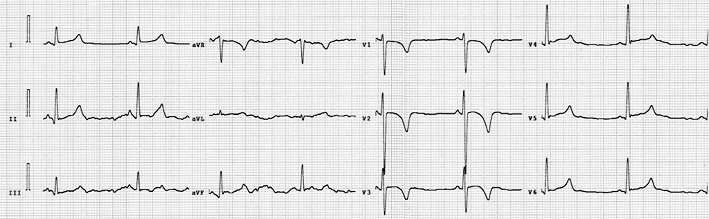 I aVR V1 V4
II aVL V2 V5
III aVF V3 V6